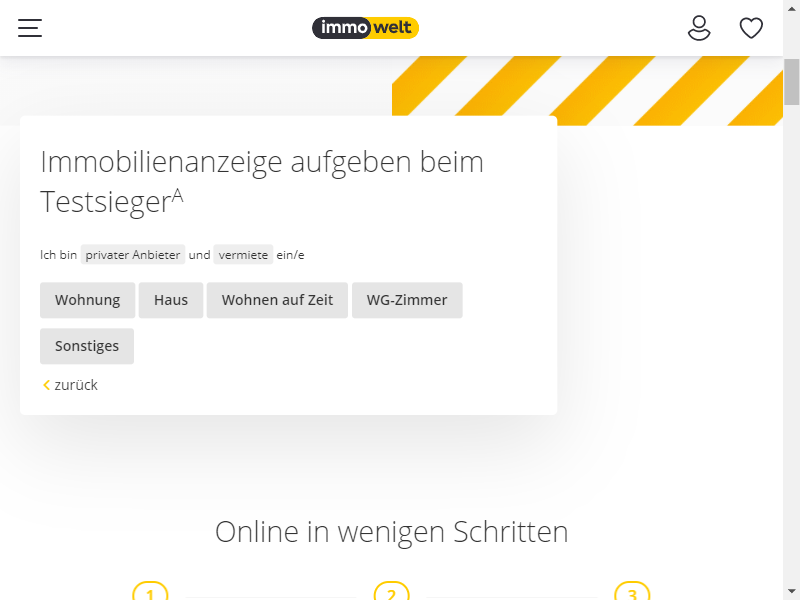 immowelt
Immobilienanzeige aufgeben beim
Testsieger^A
Ich bin privater Anbieter und vermiete ein/e
Wohnung Haus Wohnen auf Zeit WG-Zimmer
Sonstiges
zurück
Online in wenigen Schritten
1 2 3